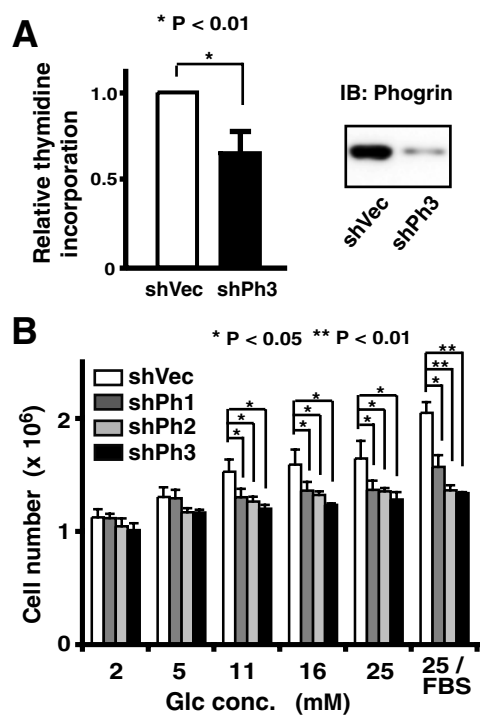 A
* P < 0.01
*
Relative thymidine
incorporation
1.0
0.5
0
shVec
shPh3
IB: Phogrin
shVec
shPh3
B
* P < 0.05 ** P < 0.01
shVec
shPh1
shPh2
shPh3
*
*
*
*
*
*
*
*
*
**
**
*
Cell number (x 10⁶)
2
1
0
2 5 11 16 25 25 /
FBS
Glc conc. (mM)